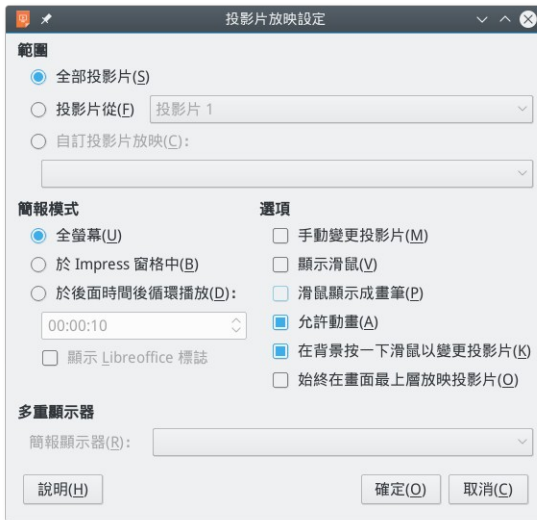 投影片放映設定
範圍
全部投影片(S)
投影片從(F) 投影片 1
自訂投影片放映(C):
簡報模式
全螢幕(U)
於 Impress 窗格中(B)
於後面時間後循環播放(D):
00:00:10
顯示 Libreoffice 標誌
選項
手動變更投影片(M)
顯示滑鼠(V)
滑鼠顯示成畫筆(P)
允許動畫(A)
在背景按一下滑鼠以變更投影片(K)
始終在畫面最上層放映投影片(O)
多重顯示器
簡報顯示器(R):
說明(H) 確定(O) 取消(C)